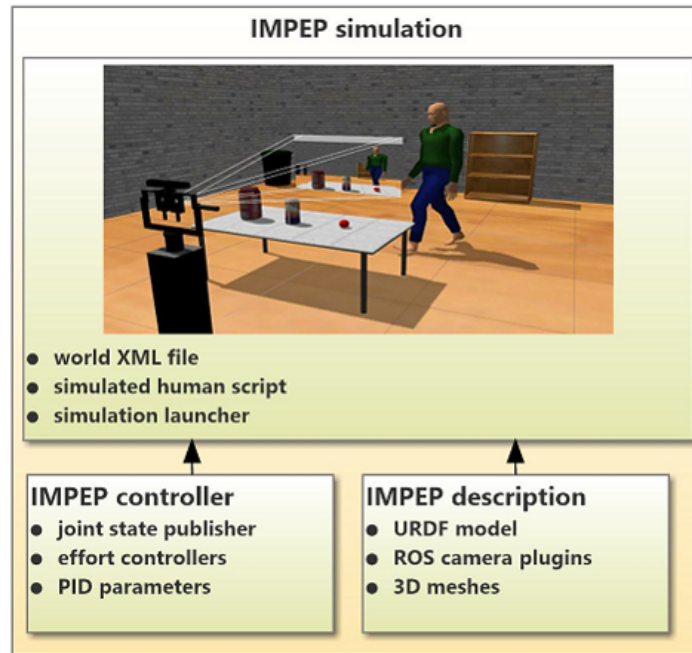 IMPEP simulation
● world XML file
● simulated human script
● simulation launcher
IMPEP controller
● joint state publisher
● effort controllers
● PID parameters
IMPEP description
● URDF model
● ROS camera plugins
● 3D meshes